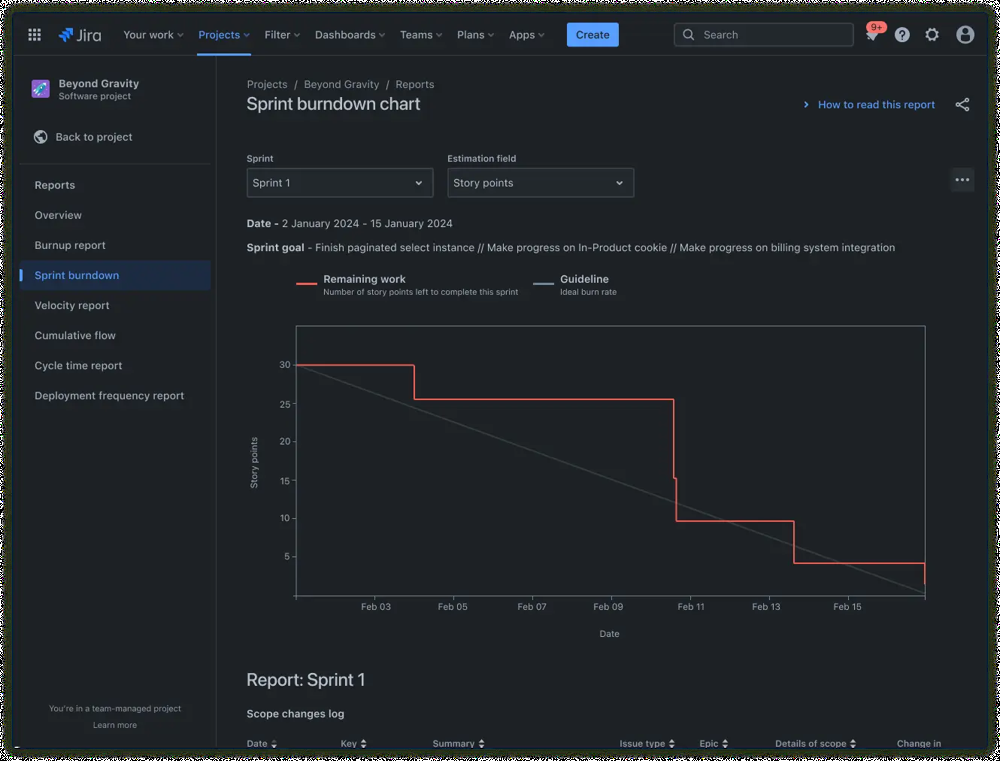 Jira Your work Projects Filter Dashboards Teams Plans Apps Create Search 9+
Beyond Gravity
Software project
Back to project
Reports
Overview
Burnup report
Sprint burndown
Velocity report
Cumulative flow
Cycle time report
Deployment frequency report
You're in a team-managed project
Learn more
Projects / Beyond Gravity / Reports
Sprint burndown chart
How to read this report
Sprint Estimation field
Sprint 1 Story points
Date - 2 January 2024 - 15 January 2024
Sprint goal - Finish paginated select instance // Make progress on In-Product cookie // Make progress on billing system integration
Remaining work Guideline
Number of story points left to complete this sprint Ideal burn rate
30
25
20
15
10
5
Story points
Feb 03 Feb 05 Feb 07 Feb 09 Feb 11 Feb 13 Feb 15
Date
Report: Sprint 1
Scope changes log
Date Key Summary Issue type Epic Details of scope Change in